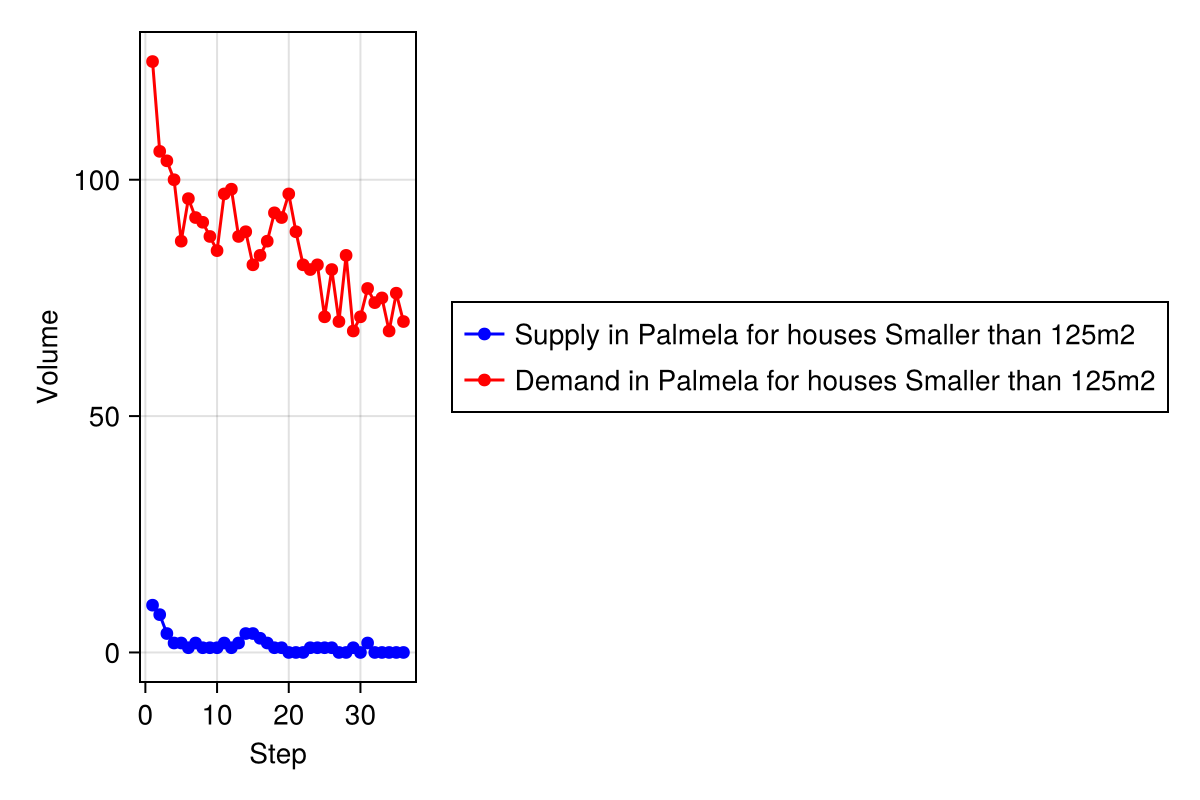 Volume
100
50
0
0 10 20 30
Step
Supply in Palmela for houses Smaller than 125m2
Demand in Palmela for houses Smaller than 125m2